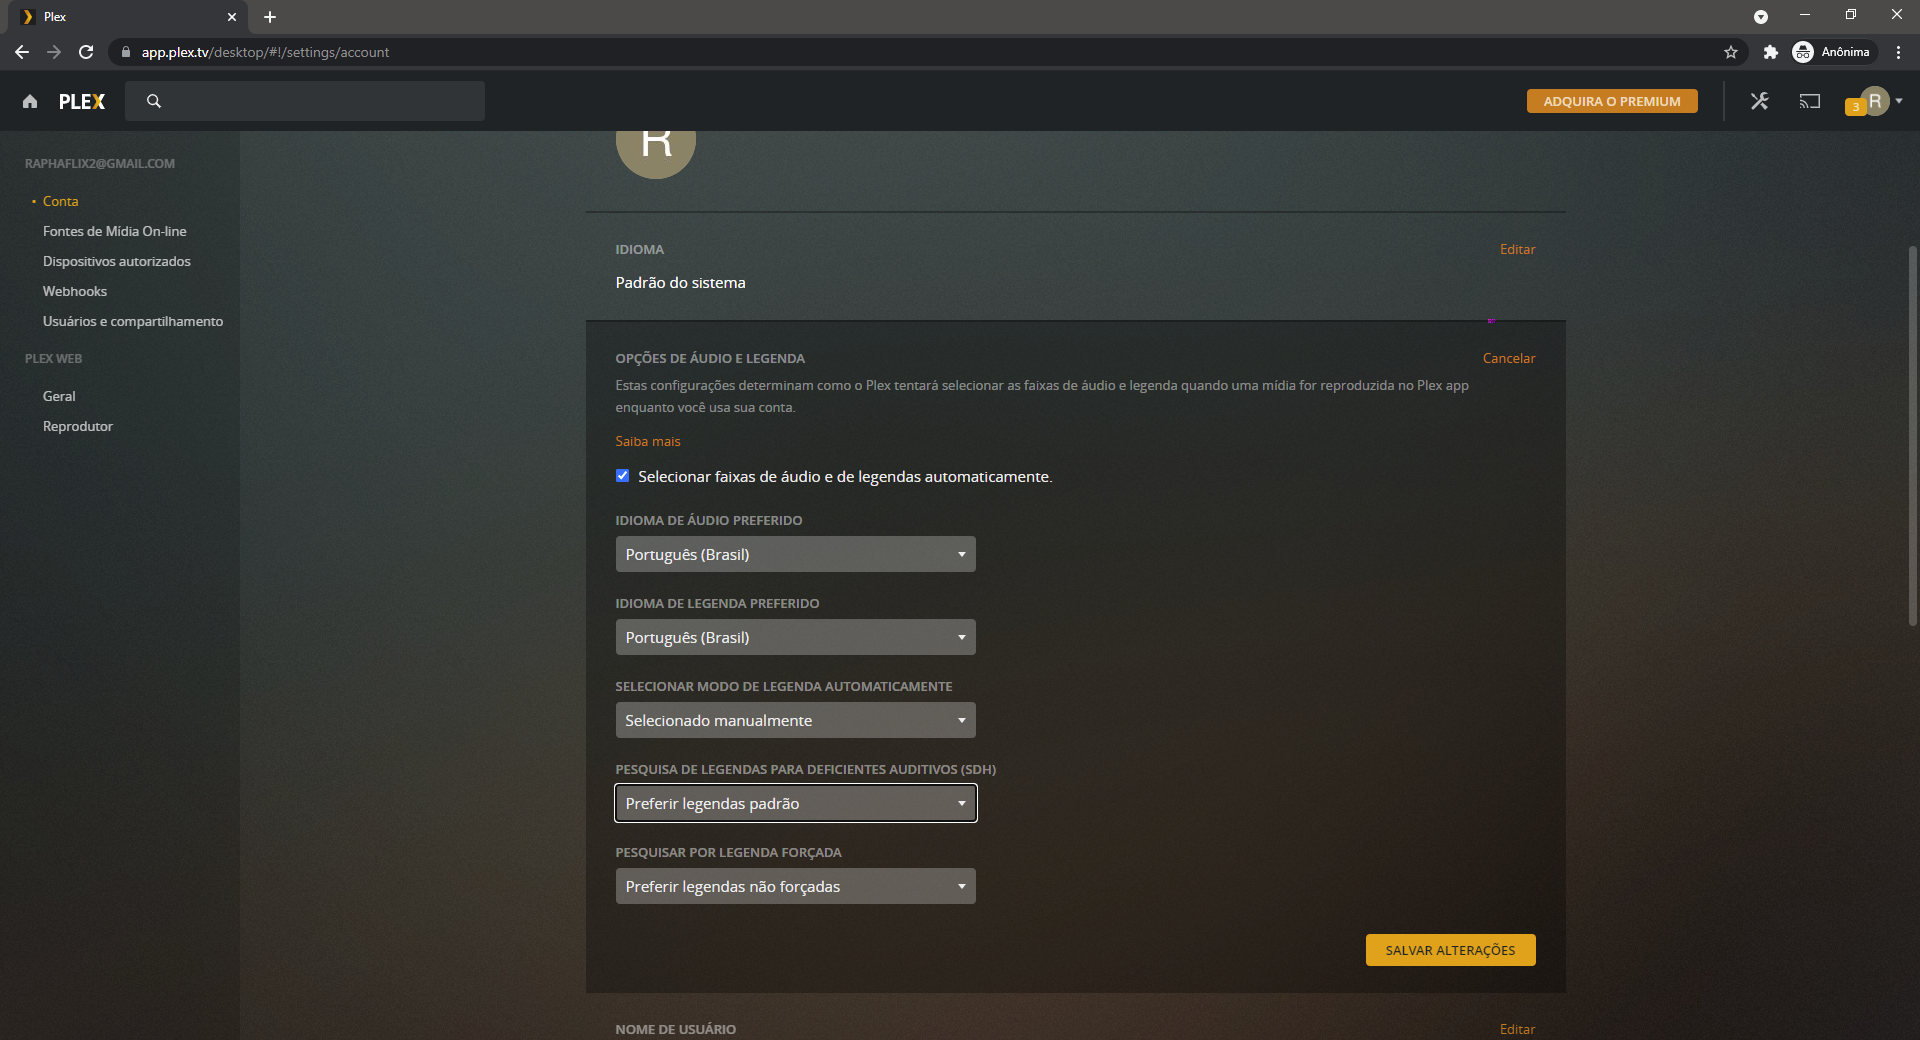 Plex
app.plex.tv/desktop/#!/settings/account
Anônima
PLEX
ADQUIRA O PREMIUM
3
R
RAPHAFLIX2@GMAIL.COM
Conta
Fontes de Mídia On-line
Dispositivos autorizados
Webhooks
Usuários e compartilhamento
PLEX WEB
Geral
Reprodutor
R
IDIOMA
Editar
Padrão do sistema
OPÇÕES DE ÁUDIO E LEGENDA
Cancelar
Estas configurações determinam como o Plex tentará selecionar as faixas de áudio e legenda quando uma mídia for reproduzida no Plex app
enquanto você usa sua conta.
Saiba mais
Selecionar faixas de áudio e de legendas automaticamente.
IDIOMA DE ÁUDIO PREFERIDO
Português (Brasil)
IDIOMA DE LEGENDA PREFERIDO
Português (Brasil)
SELECIONAR MODO DE LEGENDA AUTOMATICAMENTE
Selecionado manualmente
PESQUISA DE LEGENDAS PARA DEFICIENTES AUDITIVOS (SDH)
Preferir legendas padrão
PESQUISAR POR LEGENDA FORÇADA
Preferir legendas não forçadas
SALVAR ALTERAÇÕES
NOME DE USUÁRIO
Editar